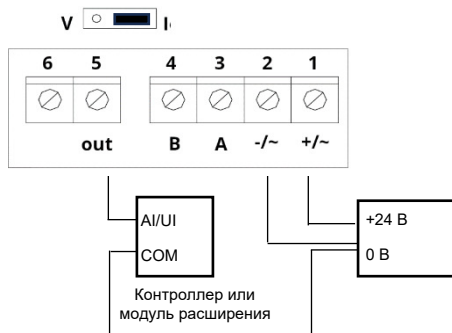 V I
6 5 4 3 2 1
out B A -/~ +/~
AI/UI
COM
+24 В
0 В
Контроллер или
модуль расширения